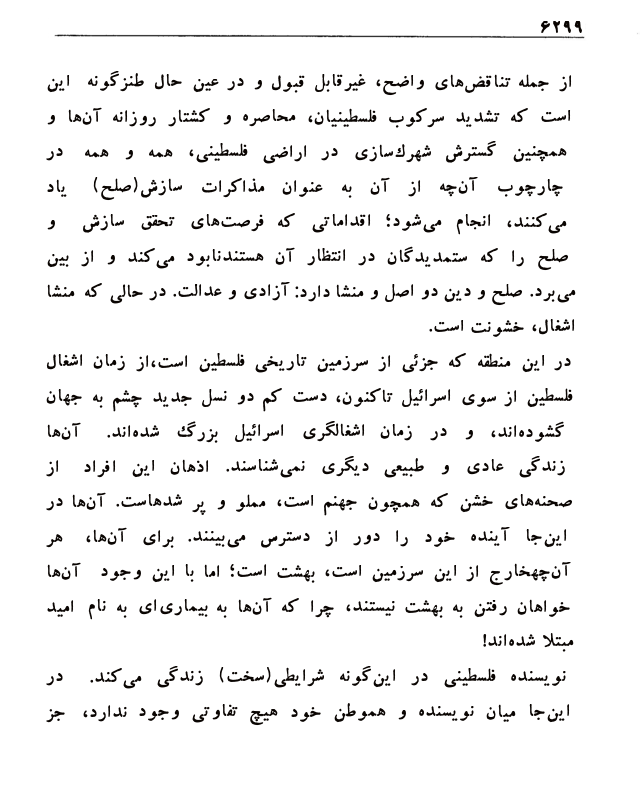 ۶۲۹۹
از جمله تناقض‌های واضح، غیرقابل قبول و در عین حال طنزگونه این
است که تشدید سرکوب فلسطینیان، محاصره و کشتار روزانه آن‌ها و
همچنین گسترش شهرك‌سازی در اراضی فلسطینی، همه و همه در
چارچوب آن‌چه از آن به عنوان مذاکرات سازش(صلح) یاد
می‌کنند، انجام می‌شود؛ اقداماتی که فرصت‌های تحقق سازش و
صلح را که ستمدیدگان در انتظار آن هستندنابود می‌کند و از بین
می‌برد. صلح و دین دو اصل و منشا دارد: آزادی و عدالت. در حالی که منشا
اشغال، خشونت است.
در این منطقه که جزئی از سرزمین تاریخی فلسطین است،از زمان اشغال
فلسطین از سوی اسرائیل تاکنون، دست کم دو نسل جدید چشم به جهان
گشوده‌اند، و در زمان اشغالگری اسرائیل بزرگ شده‌اند. آن‌ها
زندگی عادی و طبیعی دیگری نمی‌شناسند. اذهان این افراد از
صحنه‌های خشن که همچون جهنم است، مملو و پر شدهاست. آن‌ها در
این‌جا آینده خود را دور از دسترس می‌بینند. برای آن‌ها، هر
آن‌چهخارج از این سرزمین است، بهشت است؛ اما با این وجود آن‌ها
خواهان رفتن به بهشت نیستند، چرا که آن‌ها به بیماری‌ای به نام امید
مبتلا شده‌اند!
نویسنده فلسطینی در این‌گونه شرایطی(سخت) زندگی می‌کند. در
این‌جا میان نویسنده و هموطن خود هیچ تفاوتی وجود ندارد، جز